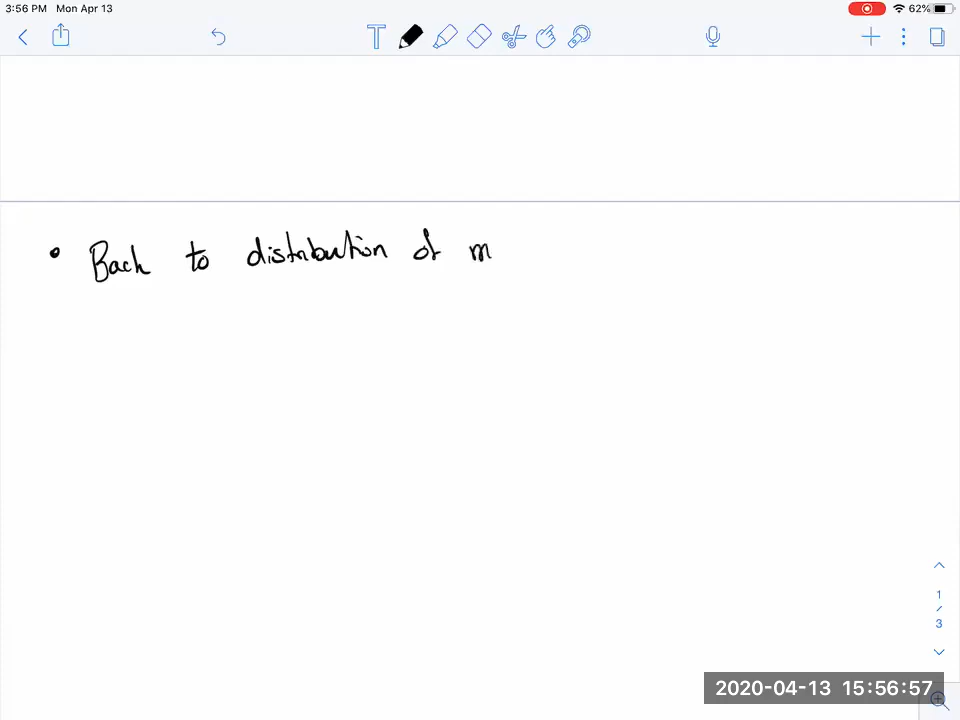 3:56 PM Mon Apr 13
62%
T
• Back to distribution of m
1
/
3
2020-04-13 15:56:57